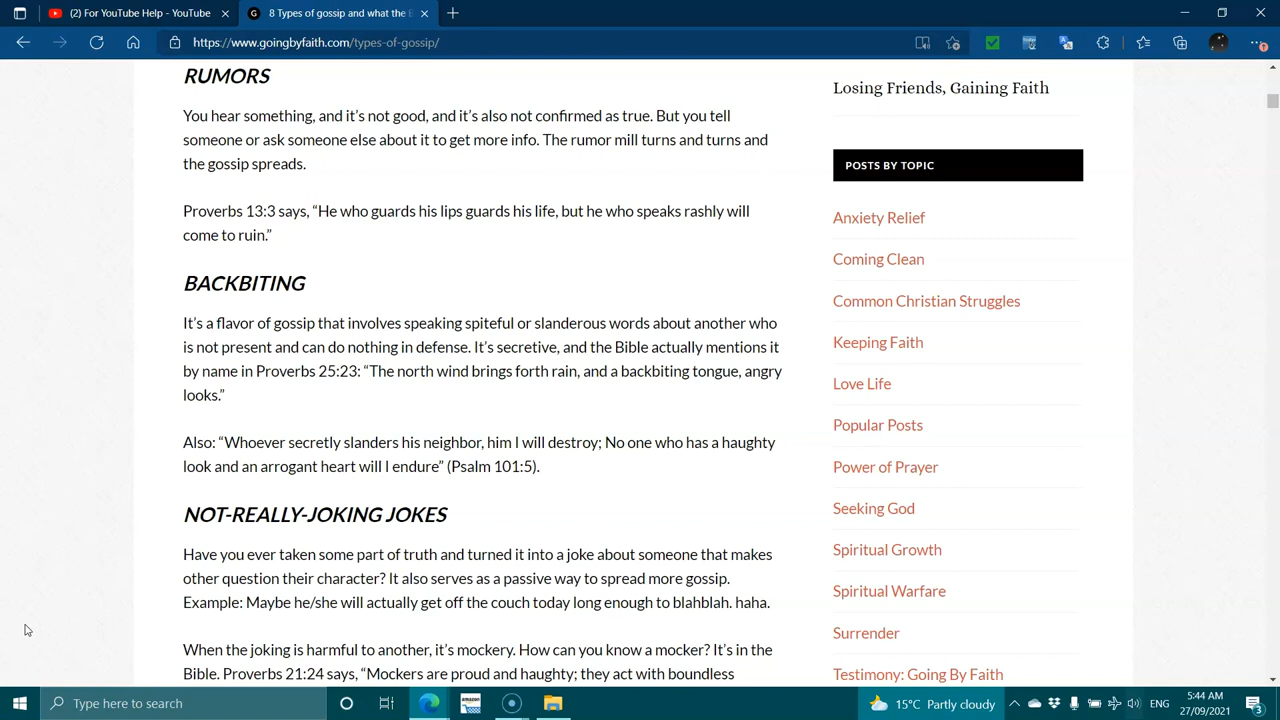 (2) For YouTube Help - YouTube
8 Types of gossip and what the
https://www.goingbyfaith.com/types-of-gossip/
RUMORS
You hear something, and it's not good, and it's also not confirmed as true. But you tell
someone or ask someone else about it to get more info. The rumor mill turns and turns and
the gossip spreads.
Proverbs 13:3 says, “He who guards his lips guards his life, but he who speaks rashly will
come to ruin.”
BACKBITING
It's a flavor of gossip that involves speaking spiteful or slanderous words about another who
is not present and can do nothing in defense. It's secretive, and the Bible actually mentions it
by name in Proverbs 25:23: “The north wind brings forth rain, and a backbiting tongue, angry
looks.”
Also: “Whoever secretly slanders his neighbor, him I will destroy; No one who has a haughty
look and an arrogant heart will I endure” (Psalm 101:5).
NOT-REALLY-JOKING JOKES
Have you ever taken some part of truth and turned it into a joke about someone that makes
other question their character? It also serves as a passive way to spread more gossip.
Example: Maybe he/she will actually get off the couch today long enough to blahblah. haha.
When the joking is harmful to another, it's mockery. How can you know a mocker? It's in the
Bible. Proverbs 21:24 says, “Mockers are proud and haughty; they act with boundless
Losing Friends, Gaining Faith
POSTS BY TOPIC
Anxiety Relief
Coming Clean
Common Christian Struggles
Keeping Faith
Love Life
Popular Posts
Power of Prayer
Seeking God
Spiritual Growth
Spiritual Warfare
Surrender
Testimony: Going By Faith
Type here to search
amazon
15°C Partly cloudy
ENG
5:44 AM
27/09/2021
3